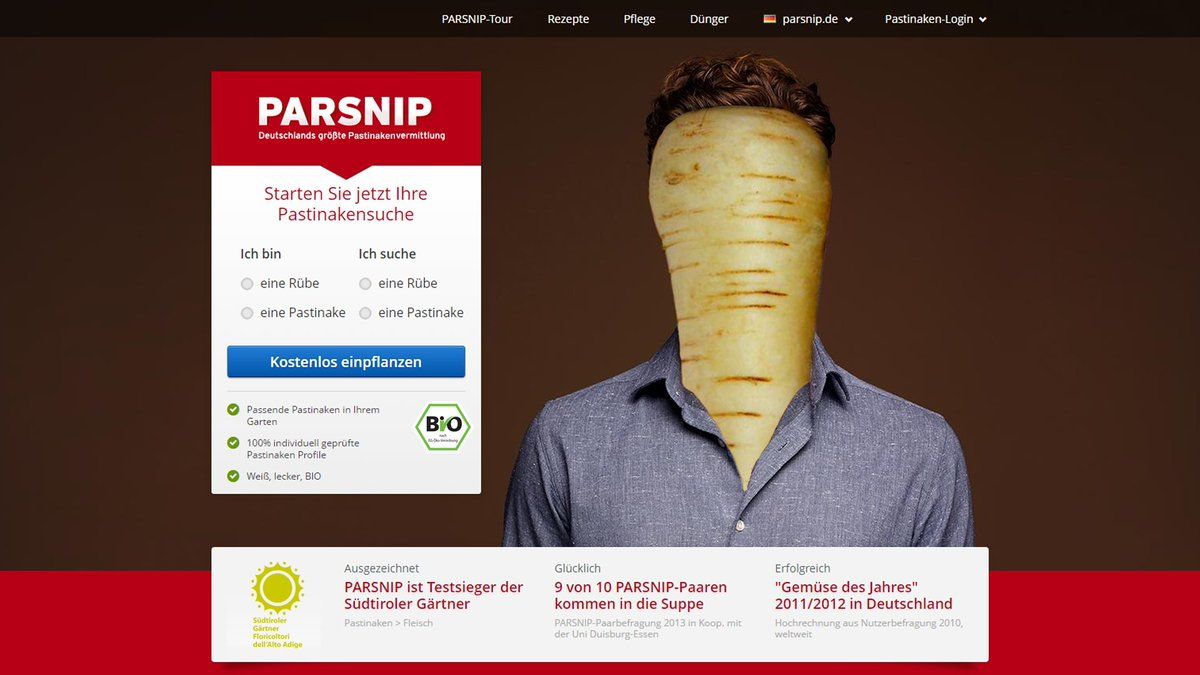 PARSNIP-Tour Rezepte Pflege Dünger parsnip.de Pastinaken-Login
PARSNIP
Deutschlands größte Pastinakenvermittlung
Starten Sie jetzt Ihre
Pastinakensuche
Ich bin Ich suche
eine Rübe eine Rübe
eine Pastinake eine Pastinake
Kostenlos einpflanzen
Passende Pastinaken in Ihrem
Garten
100% individuell geprüfte
Pastinaken Profile
Weiß, lecker, BIO
BIO
nach
EG-Öko-Verordnung
Südtiroler
Gärtner
Floricoltori
dell'Alto Adige
Ausgezeichnet
PARSNIP ist Testsieger der
Südtiroler Gärtner
Pastinaken > Fleisch
Glücklich
9 von 10 PARSNIP-Paaren
kommen in die Suppe
PARSNIP-Paarbefragung 2013 in Koop. mit
der Uni Duisburg-Essen
Erfolgreich
"Gemüse des Jahres"
2011/2012 in Deutschland
Hochrechnung aus Nutzerbefragung 2010,
weltweit